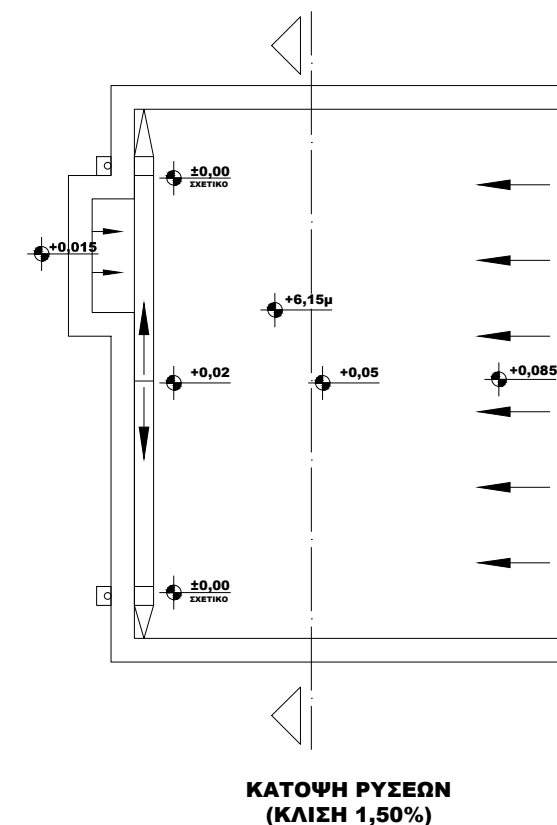 ±0,00
ΣΧΕΤΙΚΟ
+0,015
+6,15μ
+0,02
+0,05
+0,085
±0,00
ΣΧΕΤΙΚΟ
ΚΑΤΟΨΗ ΡΥΣΕΩΝ
(ΚΛΙΣΗ 1,50%)